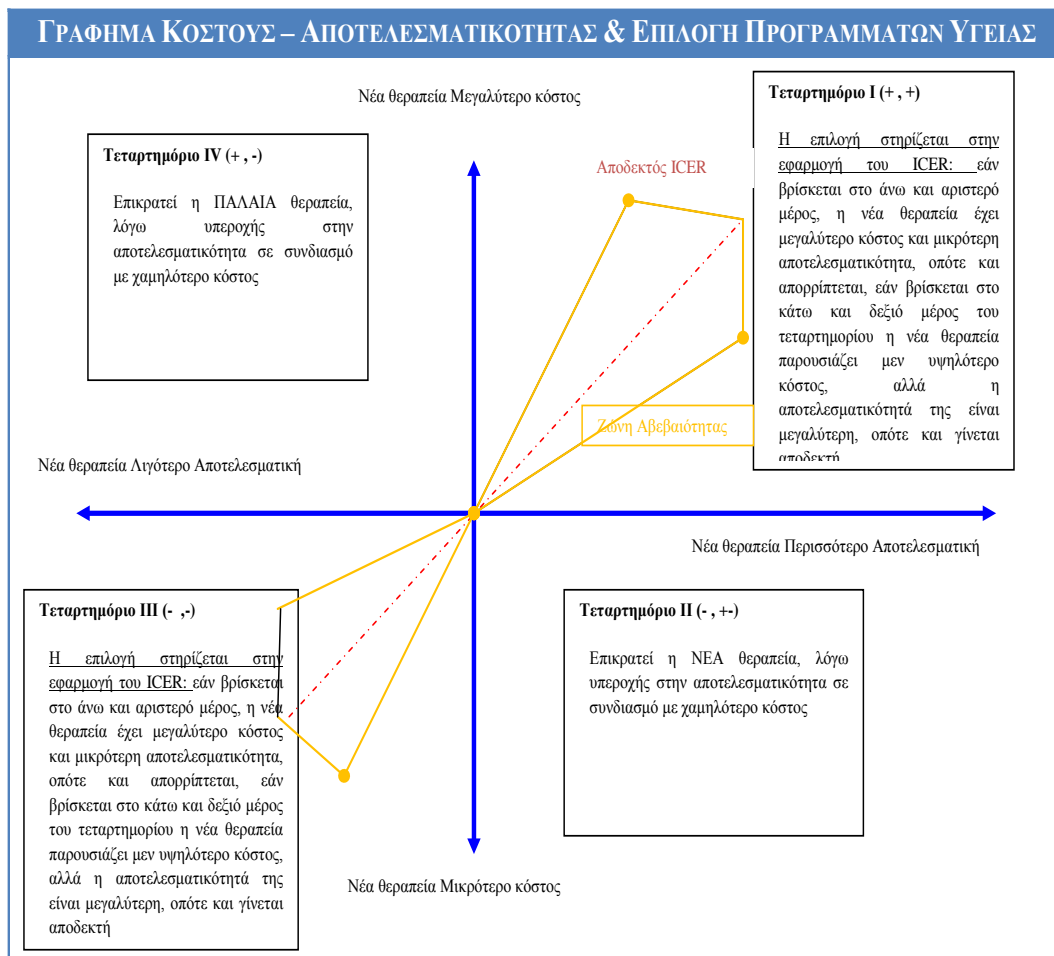 ΓΡΑΦΗΜΑ ΚΟΣΤΟΥΣ – ΑΠΟΤΕΛΕΣΜΑΤΙΚΟΤΗΤΑΣ & ΕΠΙΛΟΓΗ ΠΡΟΓΡΑΜΜΑΤΩΝ ΥΓΕΙΑΣ
Νέα θεραπεία Μεγαλύτερο κόστος
Τεταρτημόριο IV (+ , -)
Επικρατεί η ΠΑΛΑΙΑ θεραπεία,
λόγω υπεροχής στην
αποτελεσματικότητα σε συνδιασμό
με χαμηλότερο κόστος
Αποδεκτός ICER
Τεταρτημόριο I (+ , +)
Η επιλογή στηρίζεται στην
εφαρμογή του ICER: εάν
βρίσκεται στο άνω και αριστερό
μέρος, η νέα θεραπεία έχει
μεγαλύτερο κόστος και μικρότερη
αποτελεσματικότητα, οπότε και
απορρίπτεται, εάν βρίσκεται στο
κάτω και δεξιό μέρος του
τεταρτημορίου η νέα θεραπεία
παρουσιάζει μεν υψηλότερο
κόστος, αλλά η
αποτελεσματικότητά της είναι
μεγαλύτερη, οπότε και γίνεται
αποδεκτή
Ζώνη Αβεβαιότητας
Νέα θεραπεία Λιγότερο Αποτελεσματική
Νέα θεραπεία Περισσότερο Αποτελεσματική
Τεταρτημόριο III (- ,-)
Η επιλογή στηρίζεται στην
εφαρμογή του ICER: εάν βρίσκεται
στο άνω και αριστερό μέρος, η νέα
θεραπεία έχει μεγαλύτερο κόστος
και μικρότερη αποτελεσματικότητα,
οπότε και απορρίπτεται, εάν
βρίσκεται στο κάτω και δεξιό μέρος
του τεταρτημορίου η νέα θεραπεία
παρουσιάζει μεν υψηλότερο κόστος,
αλλά η αποτελεσματικότητά της
είναι μεγαλύτερη, οπότε και γίνεται
αποδεκτή
Τεταρτημόριο II (- , +-)
Επικρατεί η ΝΕΑ θεραπεία, λόγω
υπεροχής στην αποτελεσματικότητα σε
συνδιασμό με χαμηλότερο κόστος
Νέα θεραπεία Μικρότερο κόστος